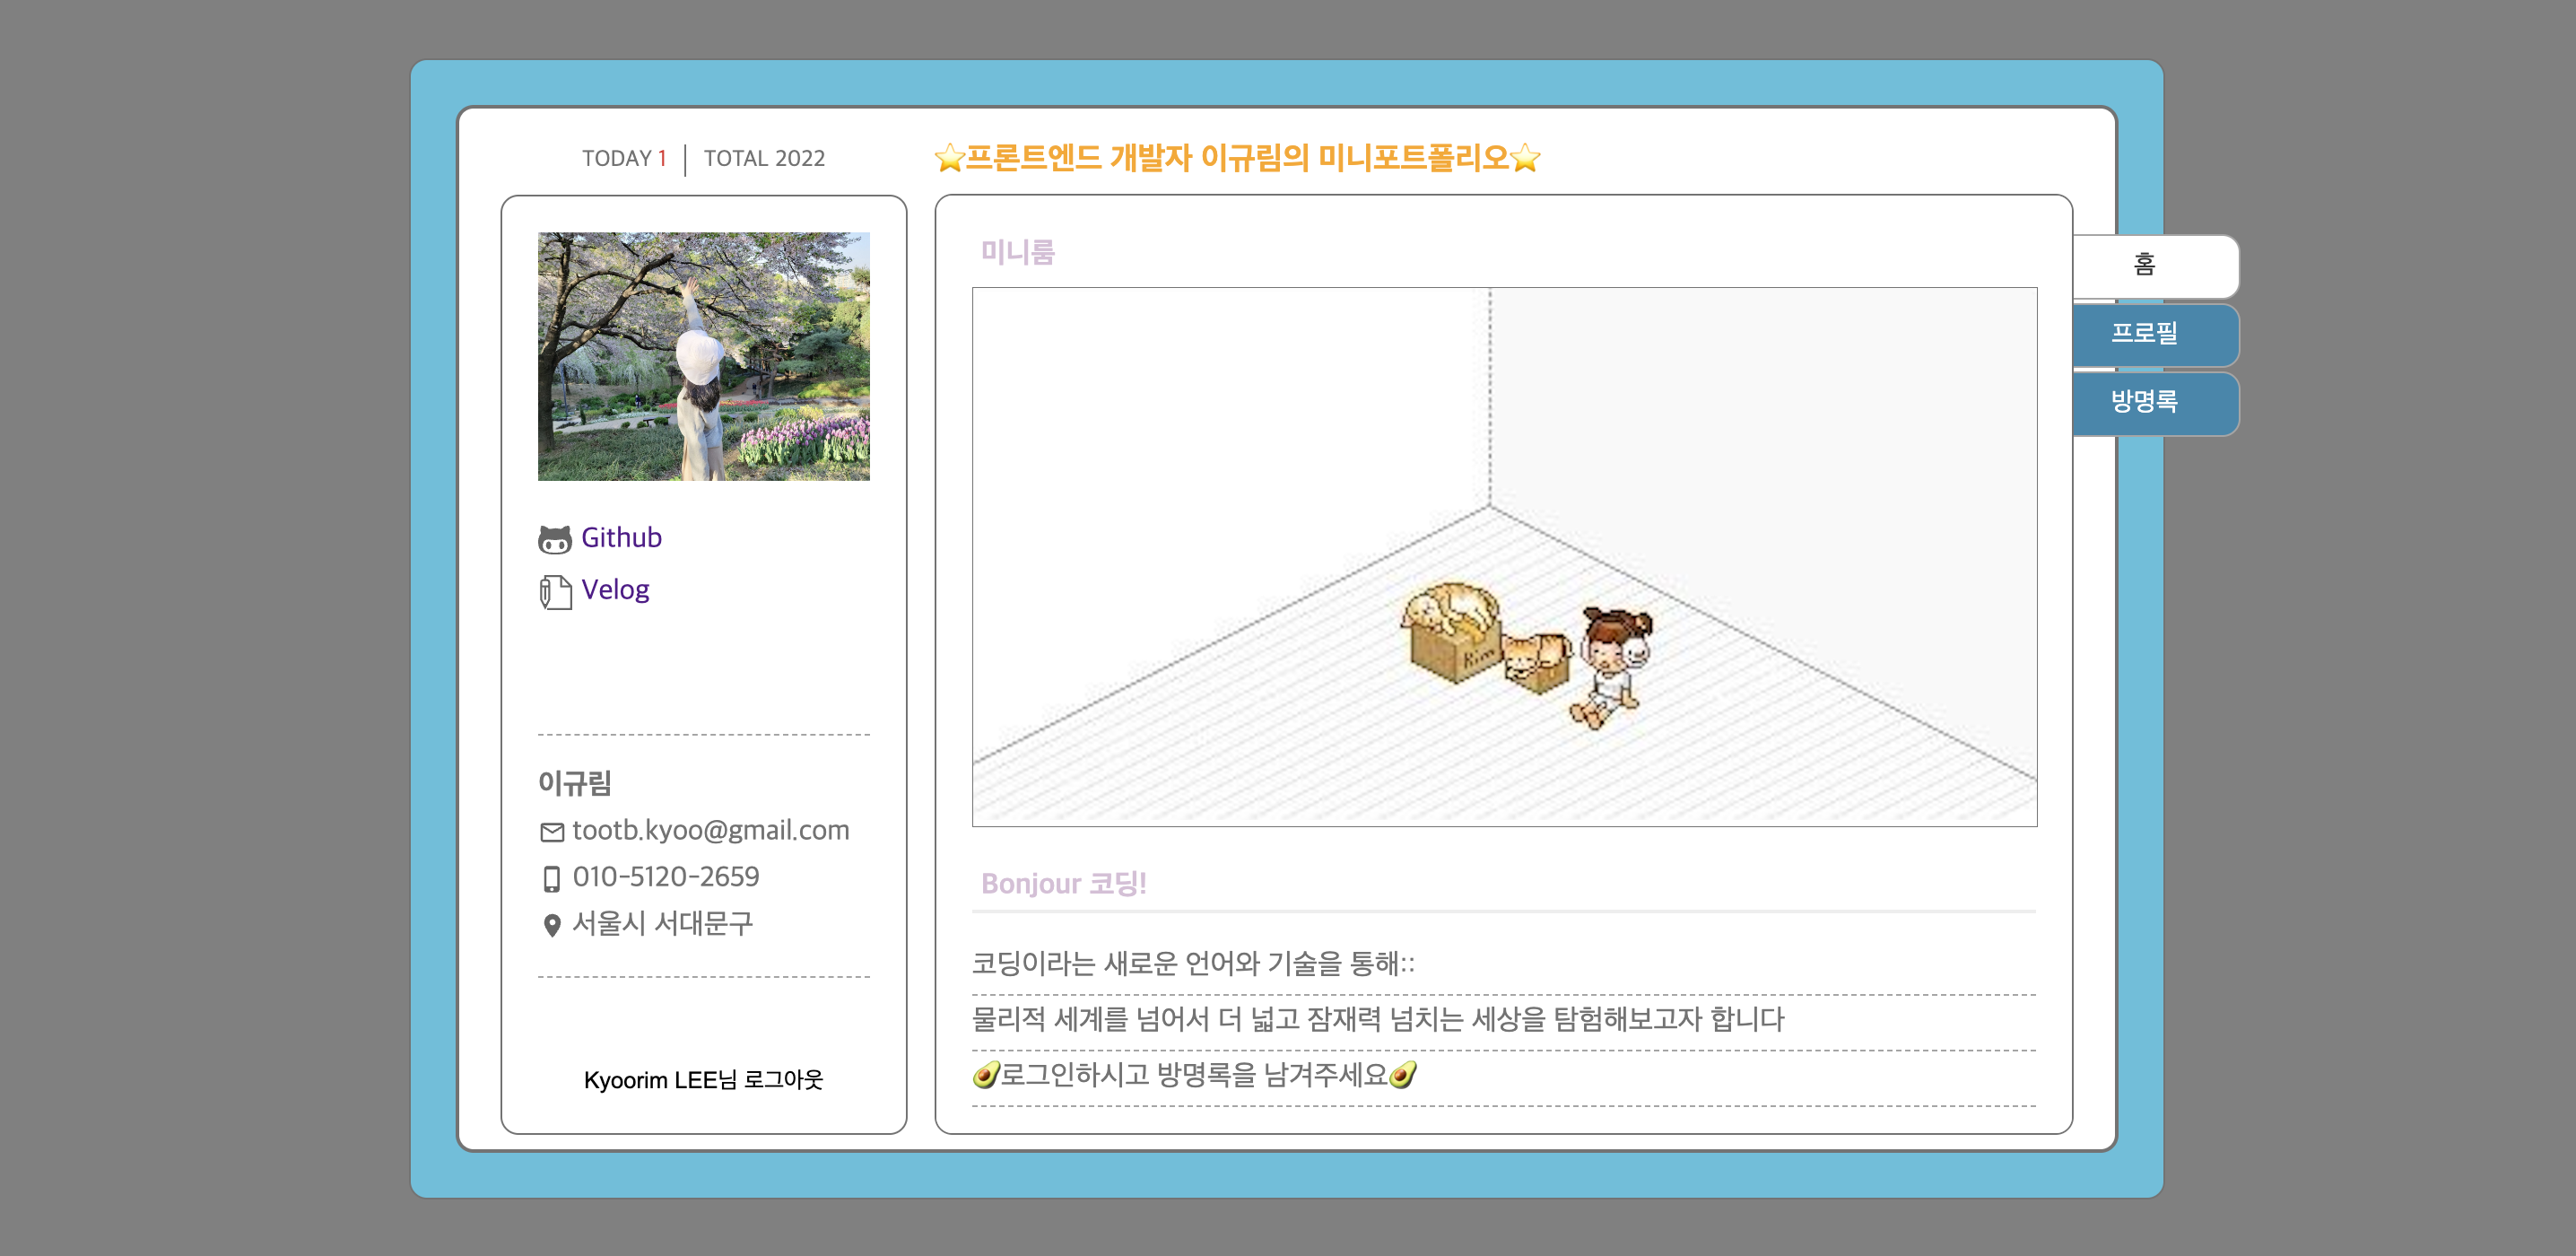 TODAY 1 | TOTAL 2022
⭐프론트엔드 개발자 이규림의 미니포트폴리오⭐
Github
Velog
이규림
tootb.kyoo@gmail.com
010-5120-2659
서울시 서대문구
Kyoorim LEE님 로그아웃
미니룸
Rim
Bonjour 코딩!
코딩이라는 새로운 언어와 기술을 통해::
물리적 세계를 넘어서 더 넓고 잠재력 넘치는 세상을 탐험해보고자 합니다
🥑로그인하시고 방명록을 남겨주세요🥑
홈
프로필
방명록